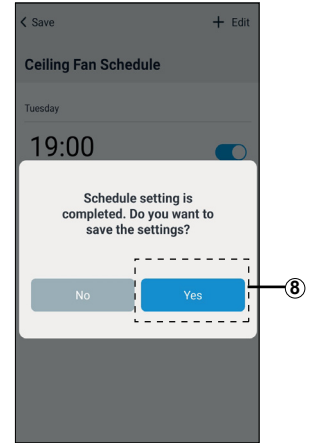 Save
+ Edit
Ceiling Fan Schedule
Tuesday
19:00
Schedule setting is
completed. Do you want to
save the settings?
No
Yes
⑧